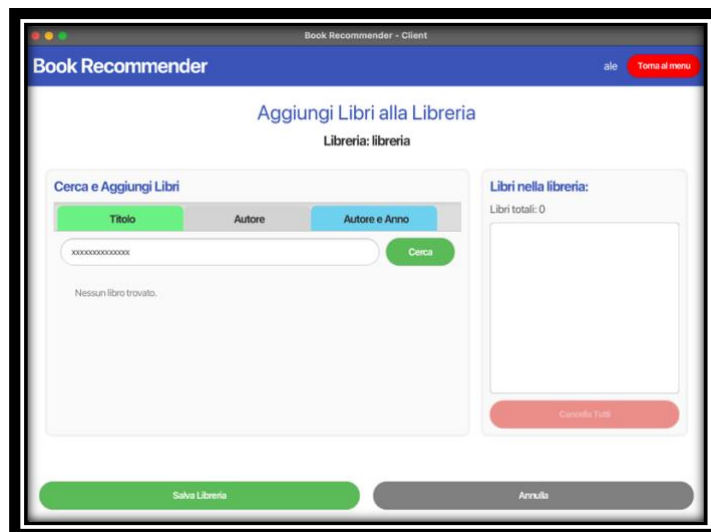 Book Recommender - Client
Book Recommender
ale
Torna al menu
Aggiungi Libri alla Libreria
Libreria: libreria
Cerca e Aggiungi Libri
Titolo
Autore
Autore e Anno
xxxxxxxxxxxxxx
Cerca
Nessun libro trovato.
Libri nella libreria:
Libri totali: 0
Cancella Tutti
Salva Libreria
Annulla